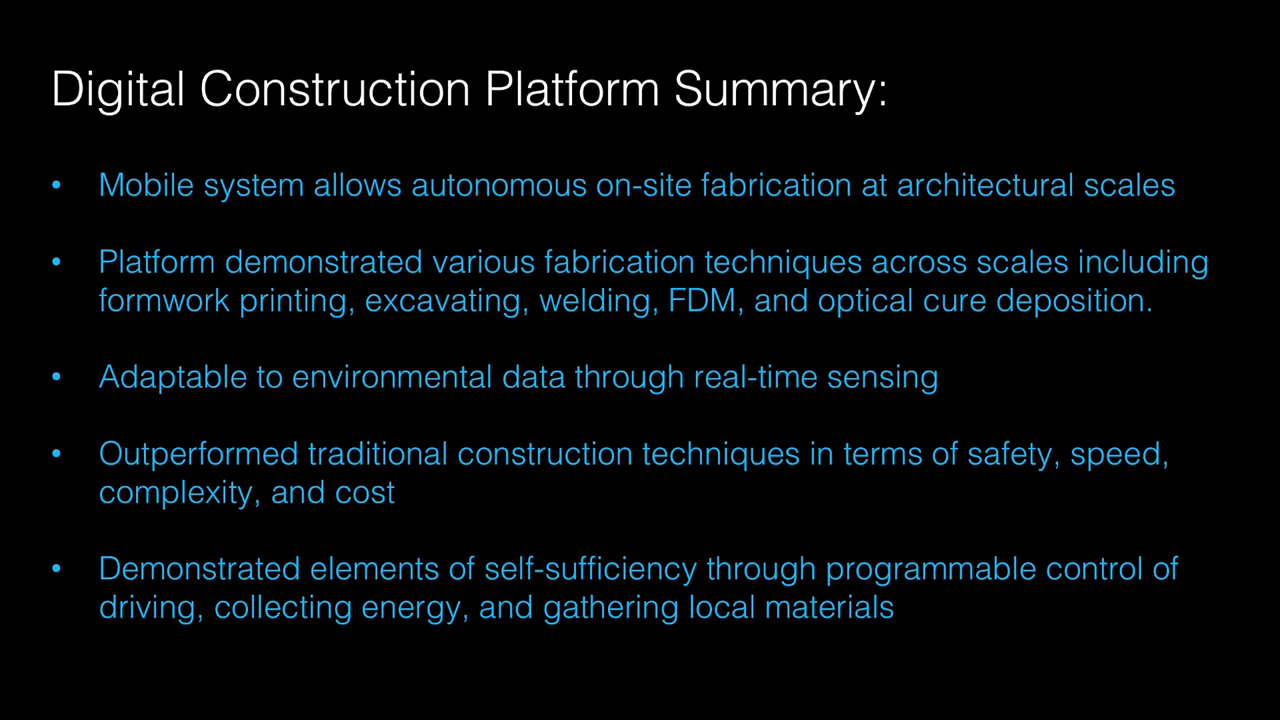 Digital Construction Platform Summary:
• Mobile system allows autonomous on-site fabrication at architectural scales
• Platform demonstrated various fabrication techniques across scales including
formwork printing, excavating, welding, FDM, and optical cure deposition.
• Adaptable to environmental data through real-time sensing
• Outperformed traditional construction techniques in terms of safety, speed,
complexity, and cost
• Demonstrated elements of self-sufficiency through programmable control of
driving, collecting energy, and gathering local materials